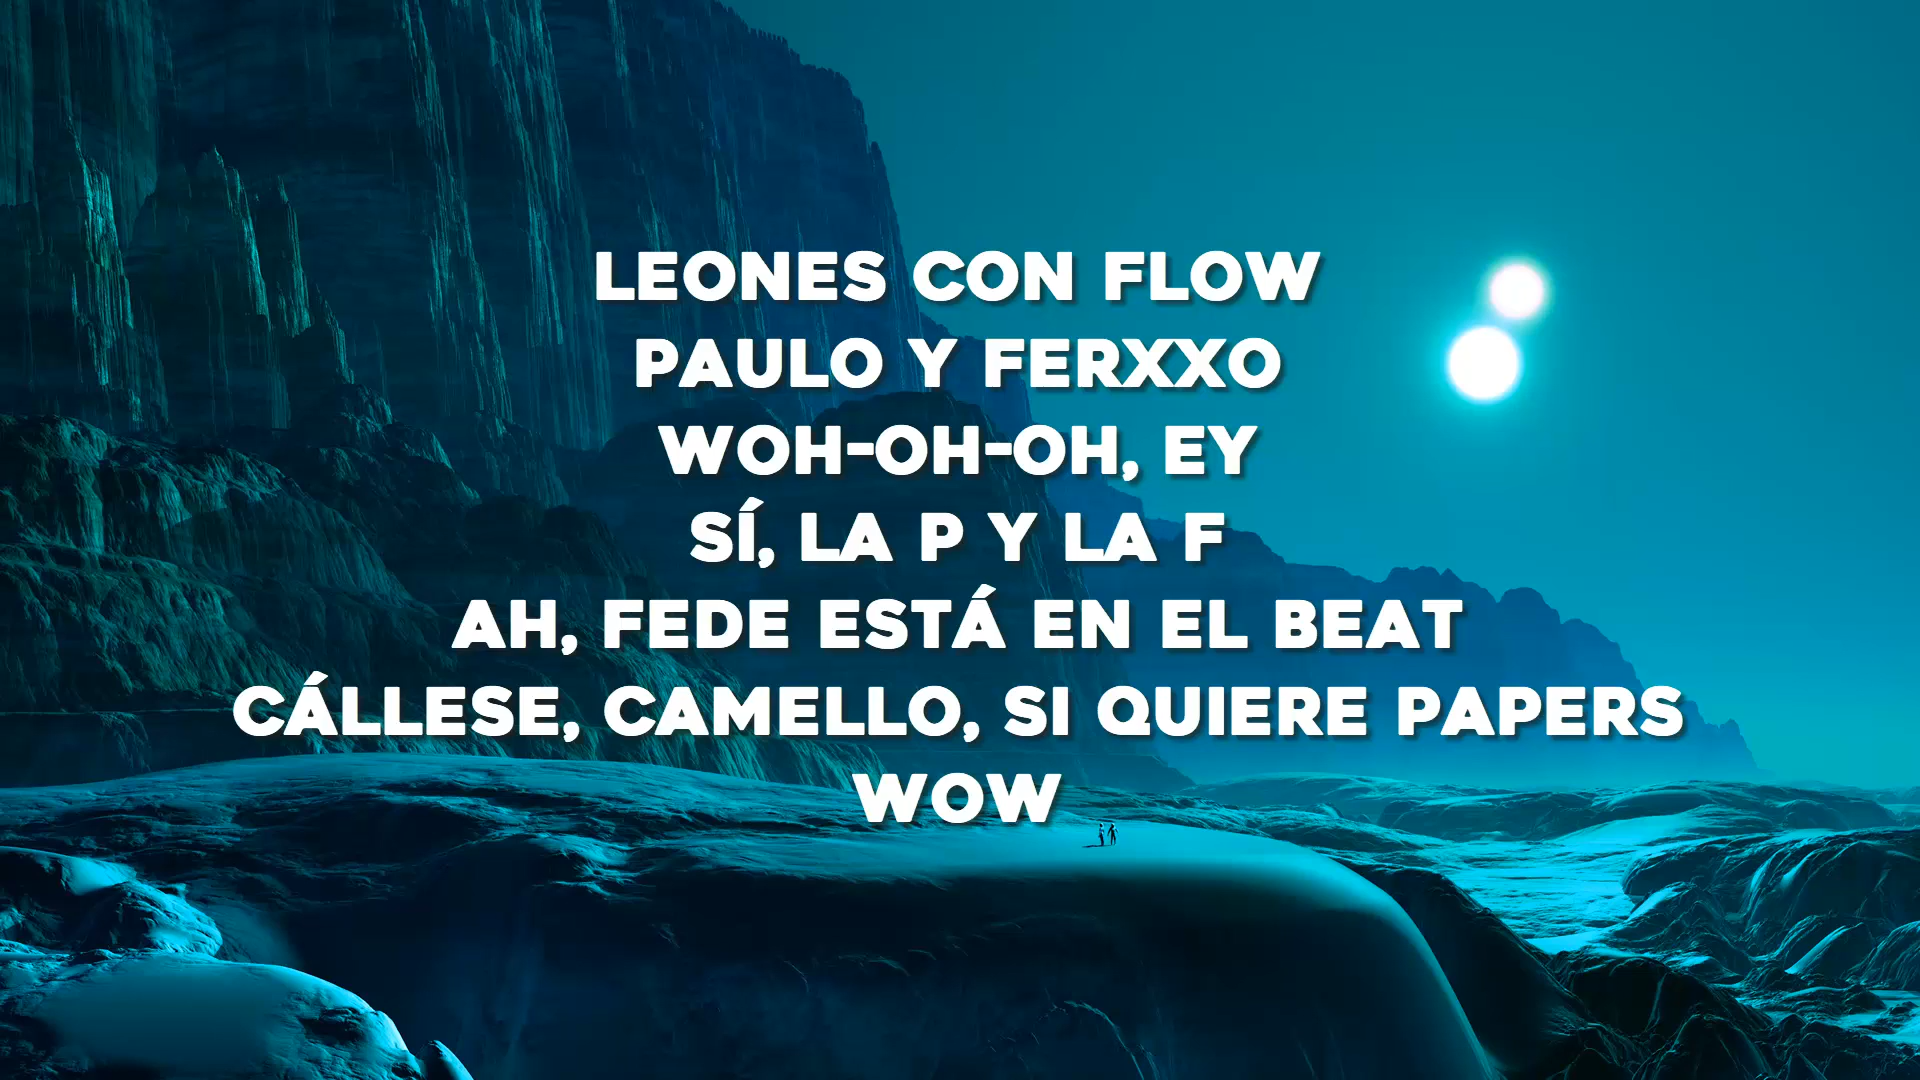 LEONES CON FLOW
PAULO Y FERXXO
WOH-OH-OH, EY
SÍ, LA P Y LA F
AH, FEDE ESTÁ EN EL BEAT
CÁLLESE, CAMELLO, SI QUIERE PAPERS
WOW